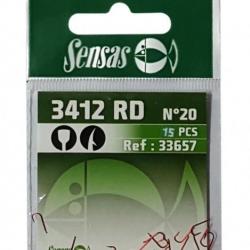 Sensas
3412 RD N°20
15 PCS
Ref : 33657